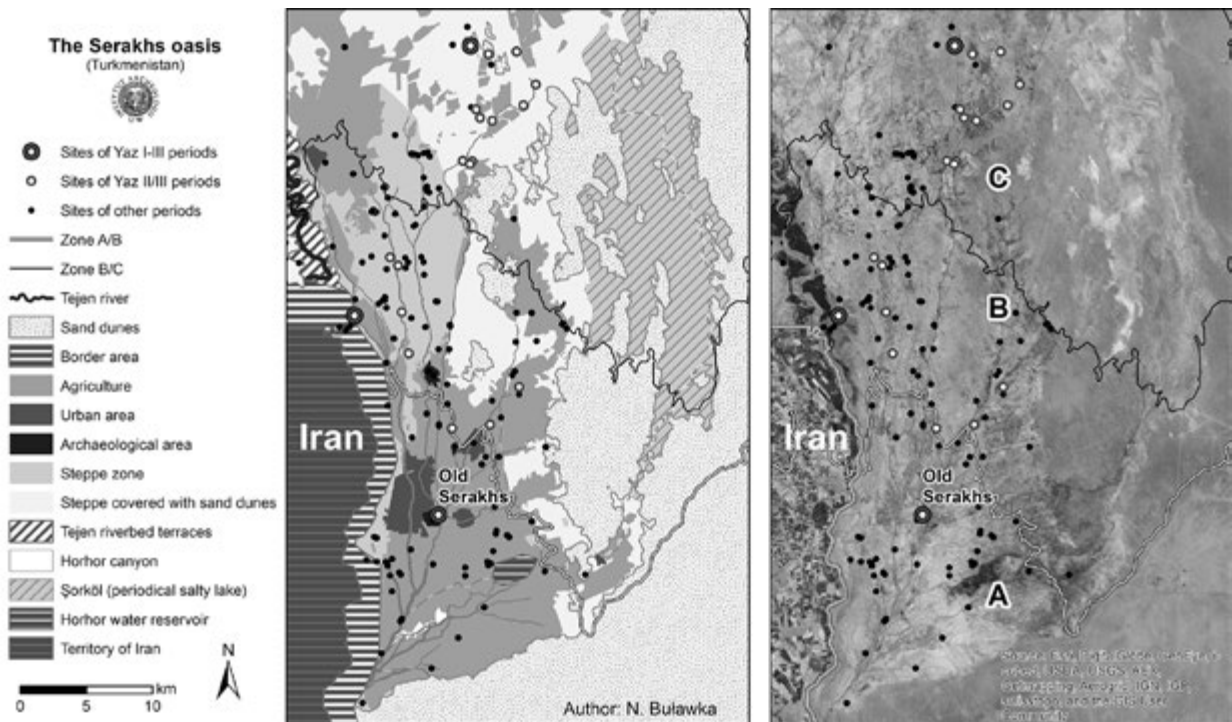 The Serakhs oasis
(Turkmenistan)
Sites of Yaz I-III periods
Sites of Yaz II/III periods
Sites of other periods
Zone A/B
Zone B/C
Tejen river
Sand dunes
Border area
Agriculture
Urban area
Archaeological area
Steppe zone
Steppe covered with sand dunes
Tejen riverbed terraces
Horhor canyon
Şorköl (periodical salty lake)
Horhor water reservoir
Territory of Iran
N
km
0 5 10
Iran
Old
Serakhs
Author: N. Buławka
C
B
Iran
Old
Serakhs
A
Community